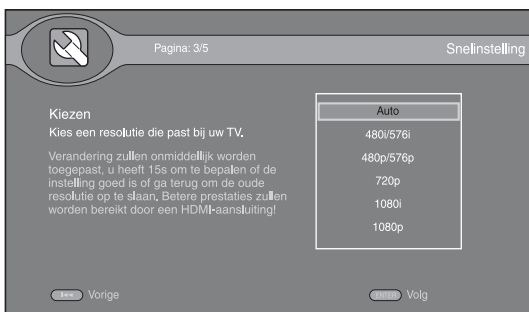 Pagina: 3/5
Snelinstelling
Kiezen
Kies een resolutie die past bij uw TV.
Verandering zullen onmiddellijk worden
toegepast, u heeft 15s om te bepalen of de
instelling goed is of ga terug om de oude
resolutie op te slaan. Betere prestaties zullen
worden bereikt door een HDMI-aansluiting!
Auto
480i/576i
480p/576p
720p
1080i
1080p
Vorige
ENTER Volg